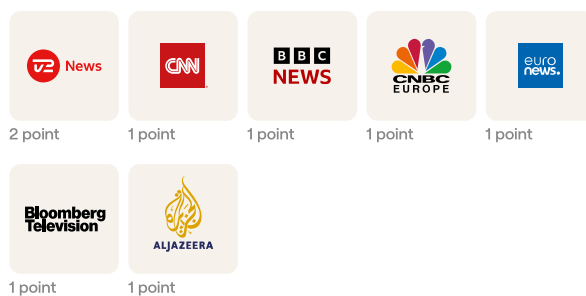 TV2 News
CNN
BBC
NEWS
CNBC
EUROPE
euro
news.
2 point
1 point
1 point
1 point
1 point
Bloomberg
Television
ALJAZEERA
1 point
1 point